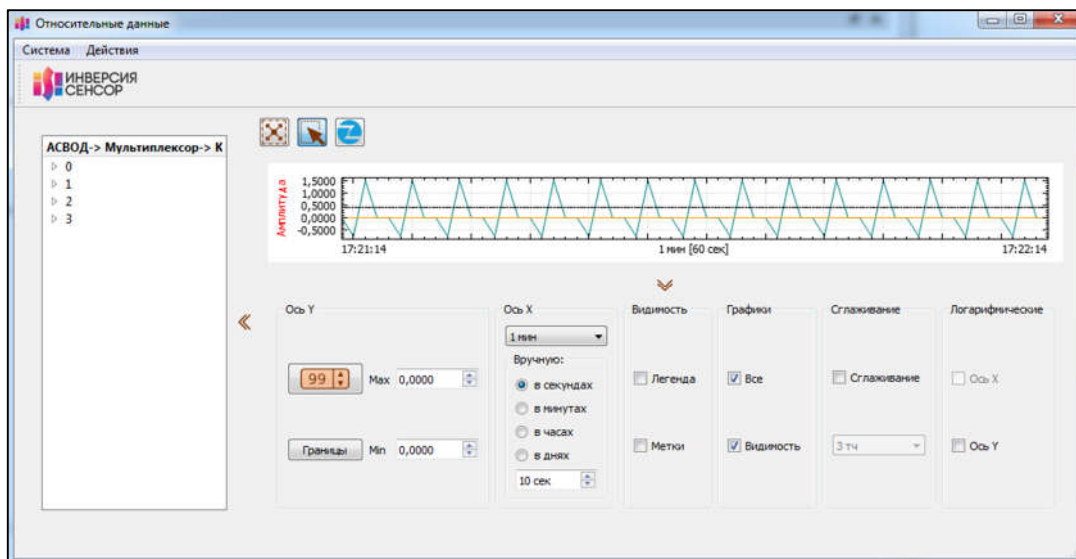 Относительные данные
Система Действия
ИНВЕРСИЯ
СЕНСОР
АСВОД-> Мультиплексор-> К
0
1
2
3
Амплитуда
1,5000
1,0000
0,5000
0,0000
-0,5000
17:21:14 1 мин [60 сек] 17:22:14
Ось Y
99 Max 0,0000
Границы Min 0,0000
Ось X
1 мин
Вручную:
в секундах
в минутах
в часах
в днях
10 сек
Видимость
Легенда
Метки
Графики
Все
Видимость
Сглаживание
Сглаживание
3 тч
Логарифмические
Ось X
Ось Y